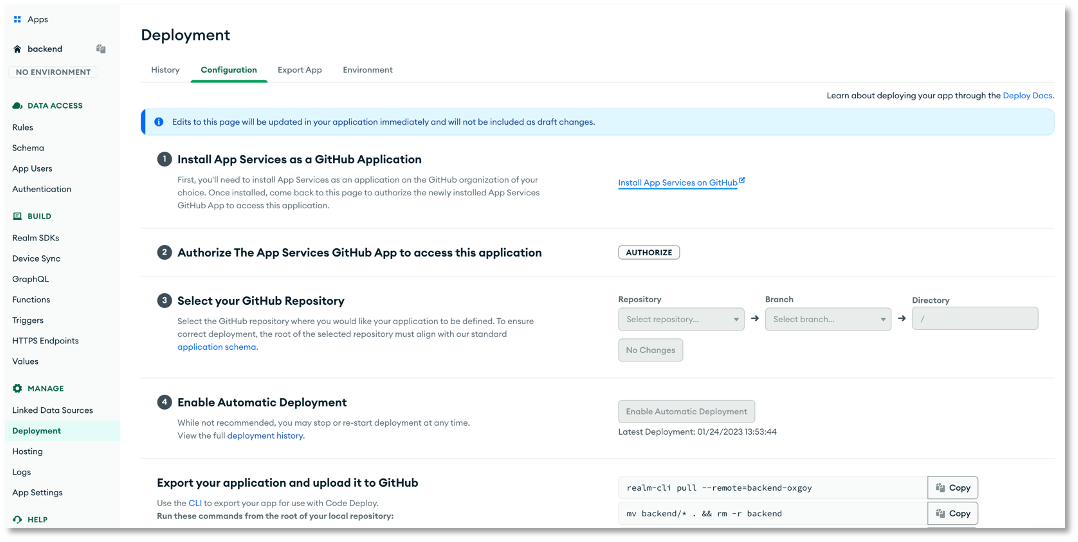 Apps
backend
NO ENVIRONMENT
DATA ACCESS
Rules
Schema
App Users
Authentication
BUILD
Realm SDKs
Device Sync
GraphQL
Functions
Triggers
HTTPS Endpoints
Values
MANAGE
Linked Data Sources
Deployment
Hosting
Logs
App Settings
HELP
Deployment
History Configuration Export App Environment
Learn about deploying your app through the Deploy Docs.
Edits to this page will be updated in your application immediately and will not be included as draft changes.
1 Install App Services as a GitHub Application
First, you'll need to install App Services as an application on the GitHub organization of your
choice. Once installed, come back to this page to authorize the newly installed App Services
GitHub App to access this application.
Install App Services on GitHub
2 Authorize The App Services GitHub App to access this application
AUTHORIZE
3 Select your GitHub Repository
Select the GitHub repository where you would like your application to be defined. To ensure
correct deployment, the root of the selected repository must align with our standard
application schema.
Repository Branch Directory
Select repository... Select branch... /
No Changes
4 Enable Automatic Deployment
While not recommended, you may stop or re-start deployment at any time.
View the full deployment history.
Enable Automatic Deployment
Latest Deployment: 01/24/2023 13:53:44
Export your application and upload it to GitHub
Use the CLI to export your app for use with Code Deploy.
Run these commands from the root of your local repository:
realm-cli pull --remote=backend-oxgoy Copy
mv backend/* . && rm -r backend Copy